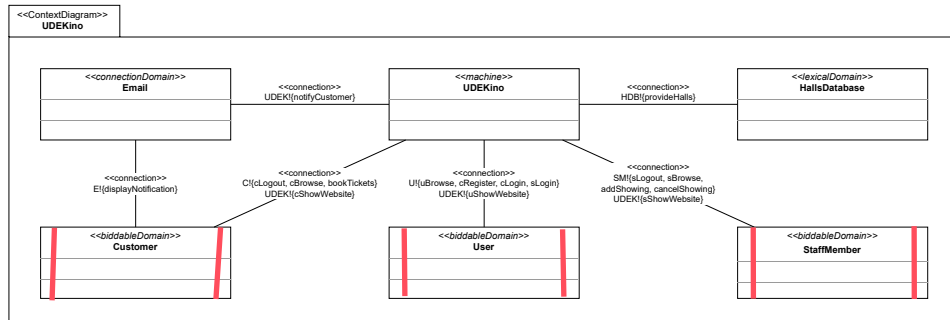 <<ContextDiagram>>
UDEKino
<<connectionDomain>>
Email
<<connection>>
UDEK!{notifyCustomer}
<<machine>>
UDEKino
<<connection>>
HDB!{provideHalls}
<<lexicalDomain>>
HallsDatabase
<<connection>>
E!{displayNotification}
<<connection>>
C!{cLogout, cBrowse, bookTickets}
UDEK!{cShowWebsite}
<<connection>>
U!{uBrowse, cRegister, cLogin, sLogin}
UDEK!{uShowWebsite}
<<connection>>
SM!{sLogout, sBrowse,
addShowing, cancelShowing}
UDEK!{sShowWebsite}
<<biddableDomain>>
Customer
<<biddableDomain>>
User
<<biddableDomain>>
StaffMember